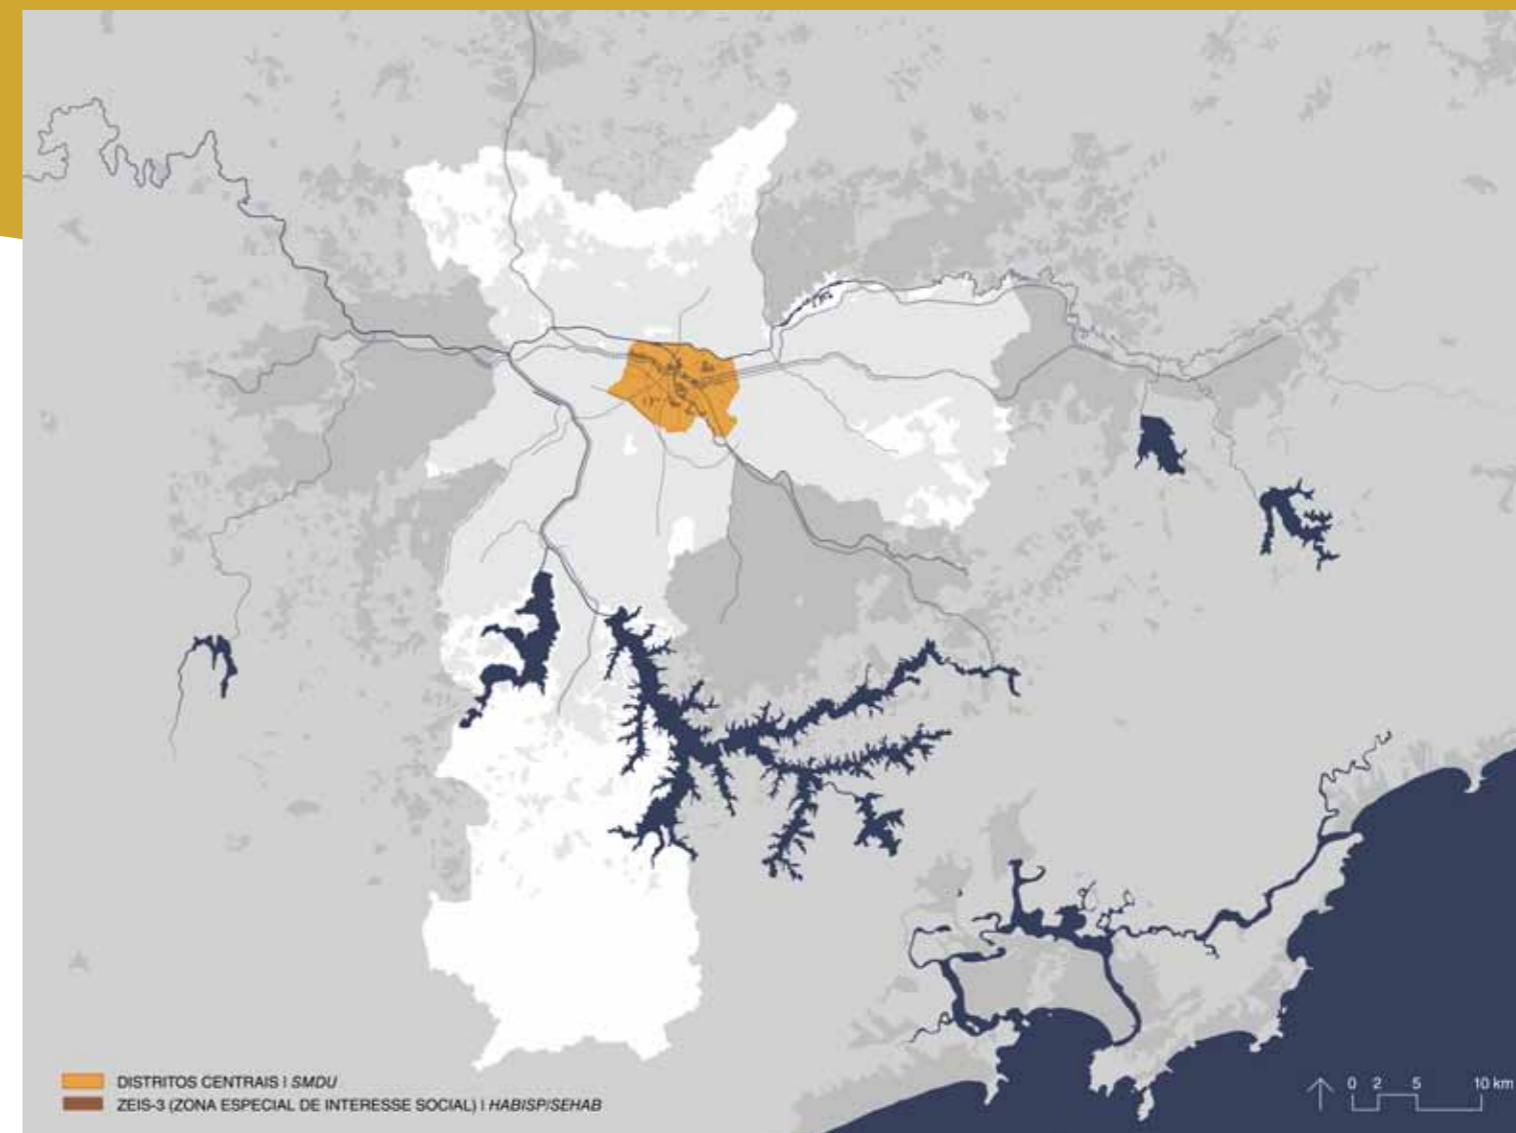 DISTRITOS CENTRAIS | SMDU
ZEIS-3 (ZONA ESPECIAL DE INTERESSE SOCIAL) | HABISP/SEHAB
0 2 5 10 km